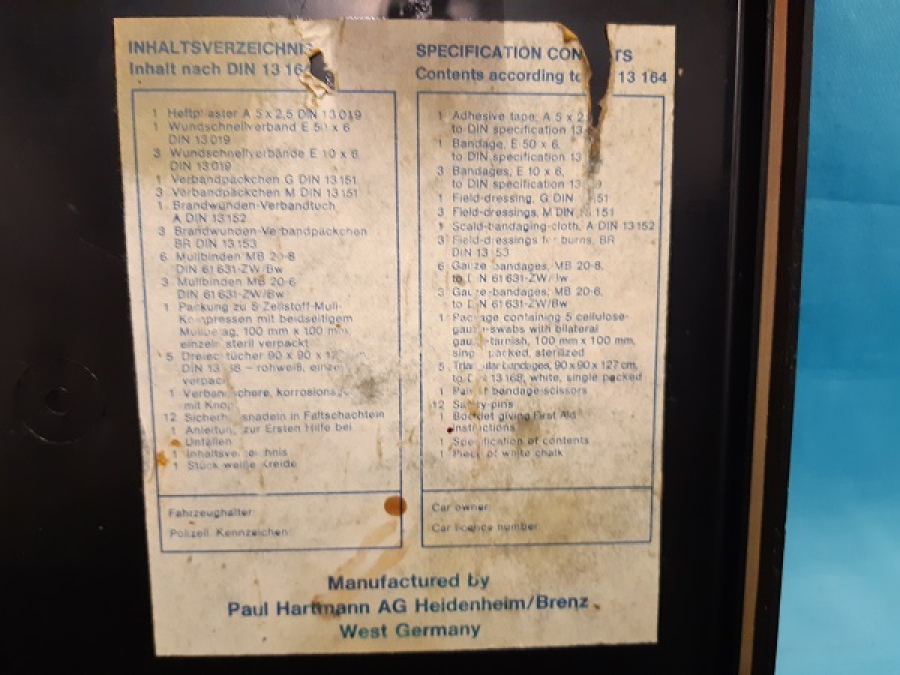 INHALTSVERZEICHNIS
Inhalt nach DIN 13 164
1 Heftpflaster A 5 x 2,5 DIN 13 019
1 Wundschnellverband E 50 x 6
DIN 13 019
3 Wundschnellverbände E 10 x 6
DIN 13 019
1 Verbandpäckchen G DIN 13 151
3 Verbandpäckchen M DIN 13 151
1 Brandwunden-Verbandtuch
A DIN 13 152
3 Brandwunden-Verbandpäckchen
BR DIN 13 153
6 Mullbinden MB 20-8
DIN 61 631-ZW/Bw
3 Mullbinden MB 20-6
DIN 61 631-ZW/Bw
1 Packung zu 5 Zellstoff-Mull-
Kompressen mit beidseitigem
Mullbelag, 100 mm x 100 mm,
einzeln steril verpackt
5 Dreiecktücher 90 x 90 x
DIN 13 168 – rohweiß, einzeln
verpackt
1 Verbandschere,
mit Knopf
12 Sicherheitsnadeln in Faltschachteln
1 Anleitung zur Ersten Hilfe bei
Unfällen
1 Inhaltsverzeichnis
1 Stück weiße Kreide
Fahrzeughalter:
Polizeil. Kennzeichen:
SPECIFICATION CONTENTS
Contents according to 13 164
1 Adhesive tape, A 5 x 2
to DIN specification 13
1 Bandage, E 50 x 6,
to DIN specification 13
3 Bandages, E 10 x 6,
to DIN specification 13
1 Field-dressing, G DIN 151
3 Field-dressings, M DIN 151
1 Scald-bandaging-cloth, A DIN 13 152
3 Field-dressings for burns, BR
DIN 13 153
6 Gauze bandages, MB 20-8,
to DIN 61 631-ZW/Bw
3 Gauze-bandages, MB 20-6,
to DIN 61 631-ZW/Bw
1 Package containing 5 cellulose-
gauze-swabs with bilateral
100 mm x 100 mm,
single packed, sterilized
5 Triangular bandages, 90 x 90 x 127 cm,
to DIN 13 168, white, single packed
1 Pair of bandage-scissors
12 Safety-pins
1 Booklet giving First Aid
instructions
1 Specification of contents
1 Piece of white chalk
Car owner:
Car licence number:
Manufactured by
Paul Hartmann AG Heidenheim/Brenz
West Germany